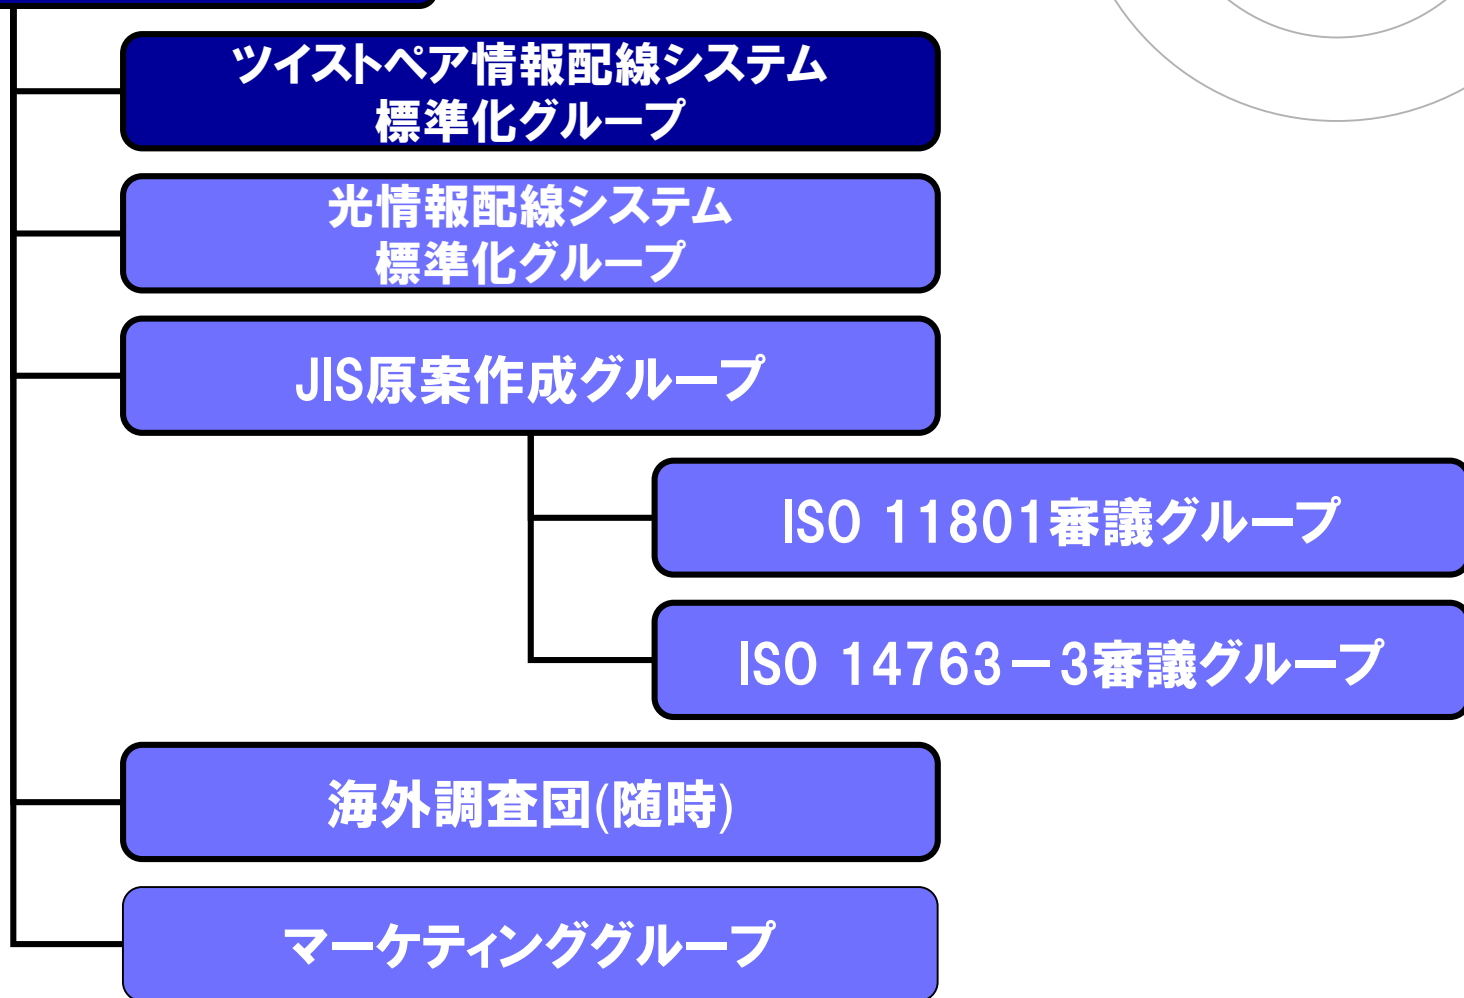 ツイストペア情報配線システム
標準化グループ
光情報配線システム
標準化グループ
JIS原案作成グループ
ISO 11801審議グループ
ISO 14763－3審議グループ
海外調査団(随時)
マーケティンググループ